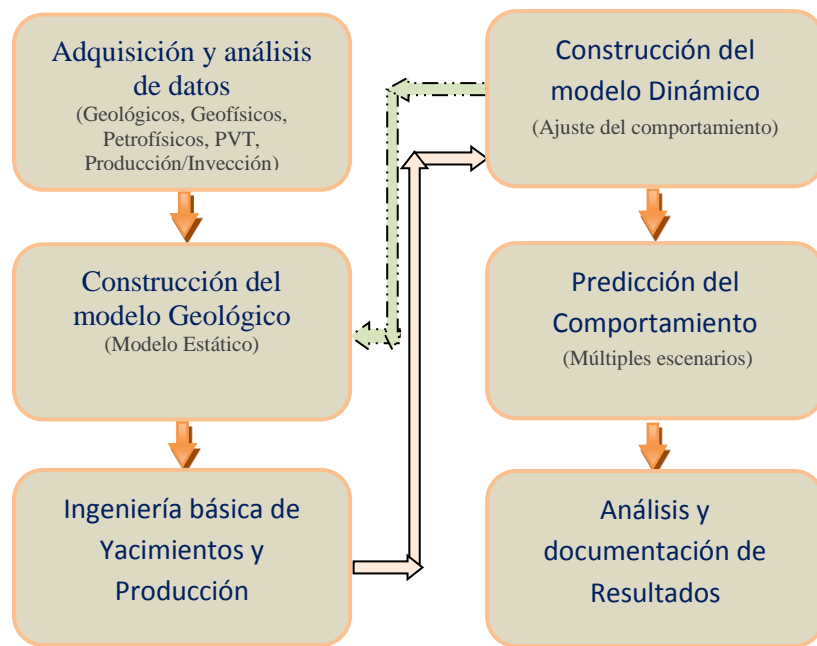 Adquisición y análisis
de datos
(Geológicos, Geofísicos,
Petrofísicos, PVT,
Producción/Inyección)
Construcción del
modelo Geológico
(Modelo Estático)
Ingeniería básica de
Yacimientos y
Producción
Construcción del
modelo Dinámico
(Ajuste del comportamiento)
Predicción del
Comportamiento
(Múltiples escenarios)
Análisis y
documentación de
Resultados